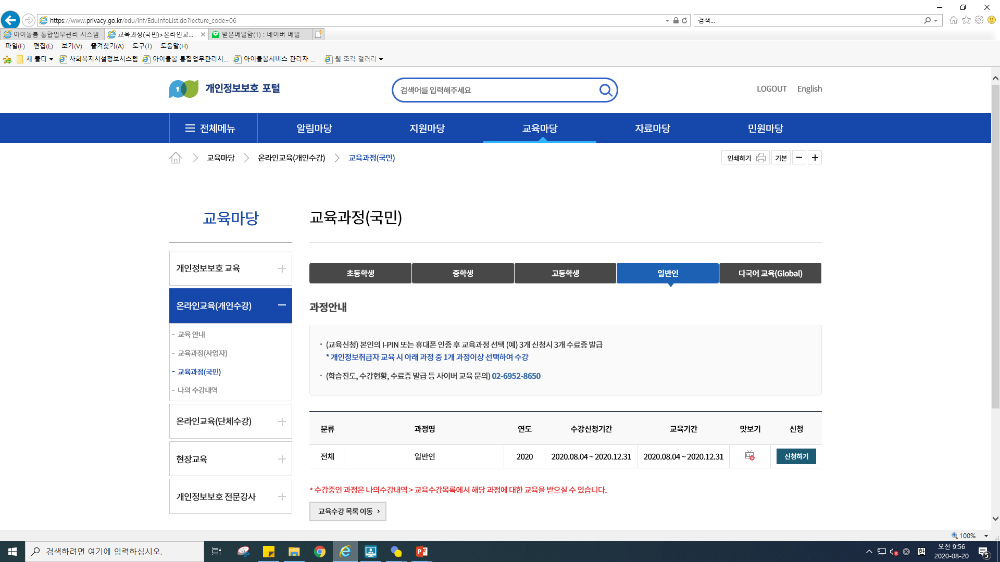 https://www.privacy.go.kr/edu/inf/EduInfoList.do?lecture_code=06
검색...
아이돌봄 통합업무관리 시스템
교육과정(국민)>온라인교...
받은메일함(1) : 네이버 메일
파일(F) 편집(E) 보기(V) 즐겨찾기(A) 도구(T) 도움말(H)
새 폴더 사회복지시설정보시스템 아이돌봄 통합업무관리시... 아이돌봄서비스 관리자 ... 웹 조각 갤러리
개인정보보호 포털
검색어를 입력해주세요
LOGOUT English
전체메뉴 알림마당 지원마당 교육마당 자료마당 민원마당
교육마당 온라인교육(개인수강) 교육과정(국민)
인쇄하기 기본
교육마당
개인정보보호 교육
온라인교육(개인수강)
- 교육 안내
- 교육과정(사업자)
- 교육과정(국민)
- 나의 수강내역
온라인교육(단체수강)
현장교육
개인정보보호 전문강사
교육과정(국민)
초등학생 중학생 고등학생 일반인 다국어 교육(Global)
과정안내
(교육신청) 본인의 I-PIN 또는 휴대폰 인증 후 교육과정 선택 (예) 3개 신청시 3개 수료증 발급
* 개인정보취급자 교육 시 아래 과정 중 1개 과정이상 선택하여 수강
(학습진도, 수강현황, 수료증 발급 등 사이버 교육 문의) 02-6952-8650
분류 과정명 연도 수강신청기간 교육기간 맛보기 신청
전체 일반인 2020 2020.08.04 ~ 2020.12.31 2020.08.04 ~ 2020.12.31 신청하기
* 수강중인 과정은 나의수강내역 > 교육수강목록에서 해당 과정에 대한 교육을 받으실 수 있습니다.
교육수강 목록 이동 ›
100%
검색하려면 여기에 입력하십시오.
한
오전 9:56
2020-08-20
5